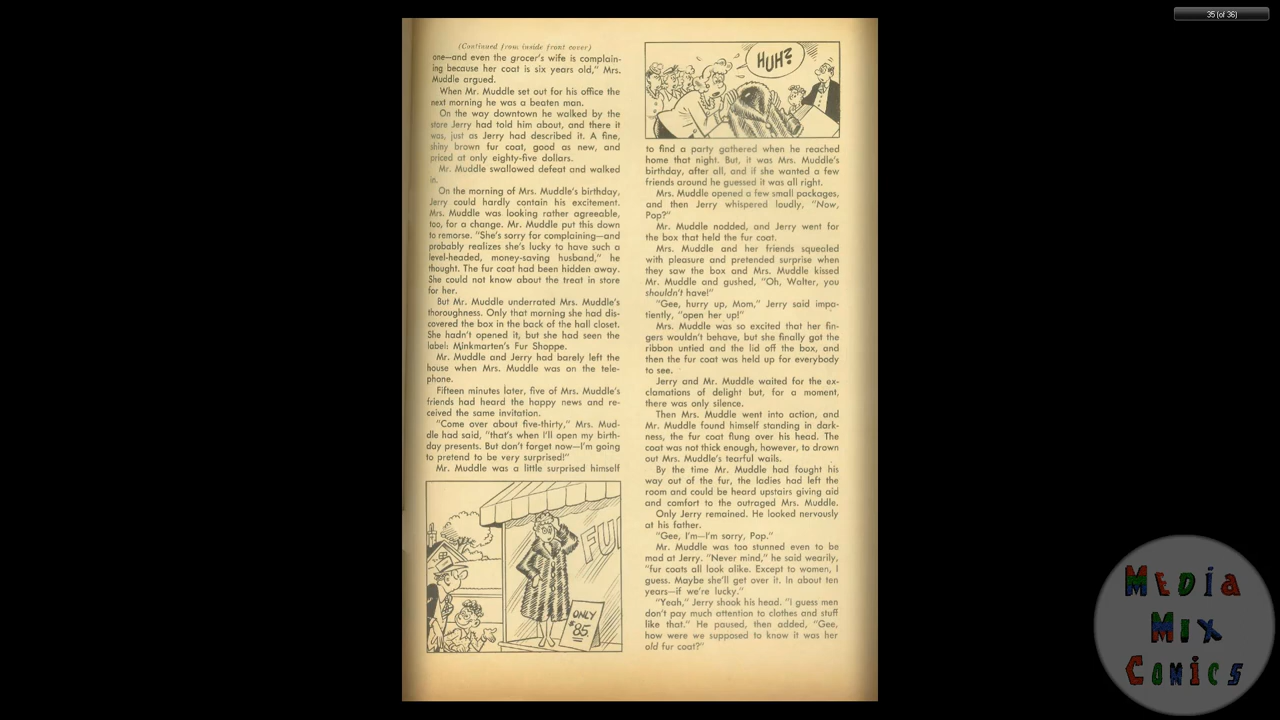 35 (of 36)
(Continued from inside front cover)
one—and even the grocer's wife is complain-
ing because her coat is six years old," Mrs.
Muddle argued.
When Mr. Muddle set out for his office the
next morning he was a beaten man.
On the way downtown he walked by the
store Jerry had told him about, and there it
was, just as Jerry had described it. A fine,
shiny brown fur coat, good as new, and
priced at only eighty-five dollars.
Mr. Muddle swallowed defeat and walked
in.
On the morning of Mrs. Muddle's birthday,
Jerry could hardly contain his excitement.
Mrs. Muddle was looking rather agreeable,
too, for a change. Mr. Muddle put this down
to remorse. "She's sorry for complaining—and
probably realizes she's lucky to have such a
level-headed, money-saving husband," he
thought. The fur coat had been hidden away.
She could not know about the treat in store
for her.
But Mr. Muddle underrated Mrs. Muddle's
thoroughness. Only that morning she had dis-
covered the box in the back of the hall closet.
She hadn't opened it, but she had seen the
label: Minkmarten's Fur Shoppe.
Mr. Muddle and Jerry had barely left the
house when Mrs. Muddle was on the tele-
phone.
Fifteen minutes later, five of Mrs. Muddle's
friends had heard the happy news and re-
ceived the same invitation.
"Come over about five-thirty," Mrs. Mud-
dle had said, "that's when I'll open my birth-
day presents. But don't forget now—I'm going
to pretend to be very surprised!"
Mr. Muddle was a little surprised himself
FU
ONLY
$85.
HUH?
to find a party gathered when he reached
home that night. But, it was Mrs. Muddle's
birthday, after all, and if she wanted a few
friends around he guessed it was all right.
Mrs. Muddle opened a few small packages,
and then Jerry whispered loudly, "Now,
Pop?"
Mr. Muddle nodded, and Jerry went for
the box that held the fur coat.
Mrs. Muddle and her friends squealed
with pleasure and pretended surprise when
they saw the box and Mrs. Muddle kissed
Mr. Muddle and gushed, "Oh, Walter, you
shouldn't have!"
"Gee, hurry up, Mom," Jerry said impa-
tiently, "open her up!"
Mrs. Muddle was so excited that her fin-
gers wouldn't behave, but she finally got the
ribbon untied and the lid off the box, and
then the fur coat was held up for everybody
to see.
Jerry and Mr. Muddle waited for the ex-
clamations of delight but, for a moment,
there was only silence.
Then Mrs. Muddle went into action, and
Mr. Muddle found himself standing in dark-
ness, the fur coat flung over his head. The
coat was not thick enough, however, to drown
out Mrs. Muddle's tearful wails.
By the time Mr. Muddle had fought his
way out of the fur, the ladies had left the
room and could be heard upstairs giving aid
and comfort to the outraged Mrs. Muddle.
Only Jerry remained. He looked nervously
at his father.
"Gee, I'm—I'm sorry, Pop."
Mr. Muddle was too stunned even to be
mad at Jerry. "Never mind," he said wearily,
"fur coats all look alike. Except to women, I
guess. Maybe she'll get over it. In about ten
years—if we're lucky."
"Yeah," Jerry shook his head. "I guess men
don't pay much attention to clothes and stuff
like that." He paused, then added, "Gee,
how were we supposed to know it was her
old fur coat?"
MEDIA
MIX
COMICS